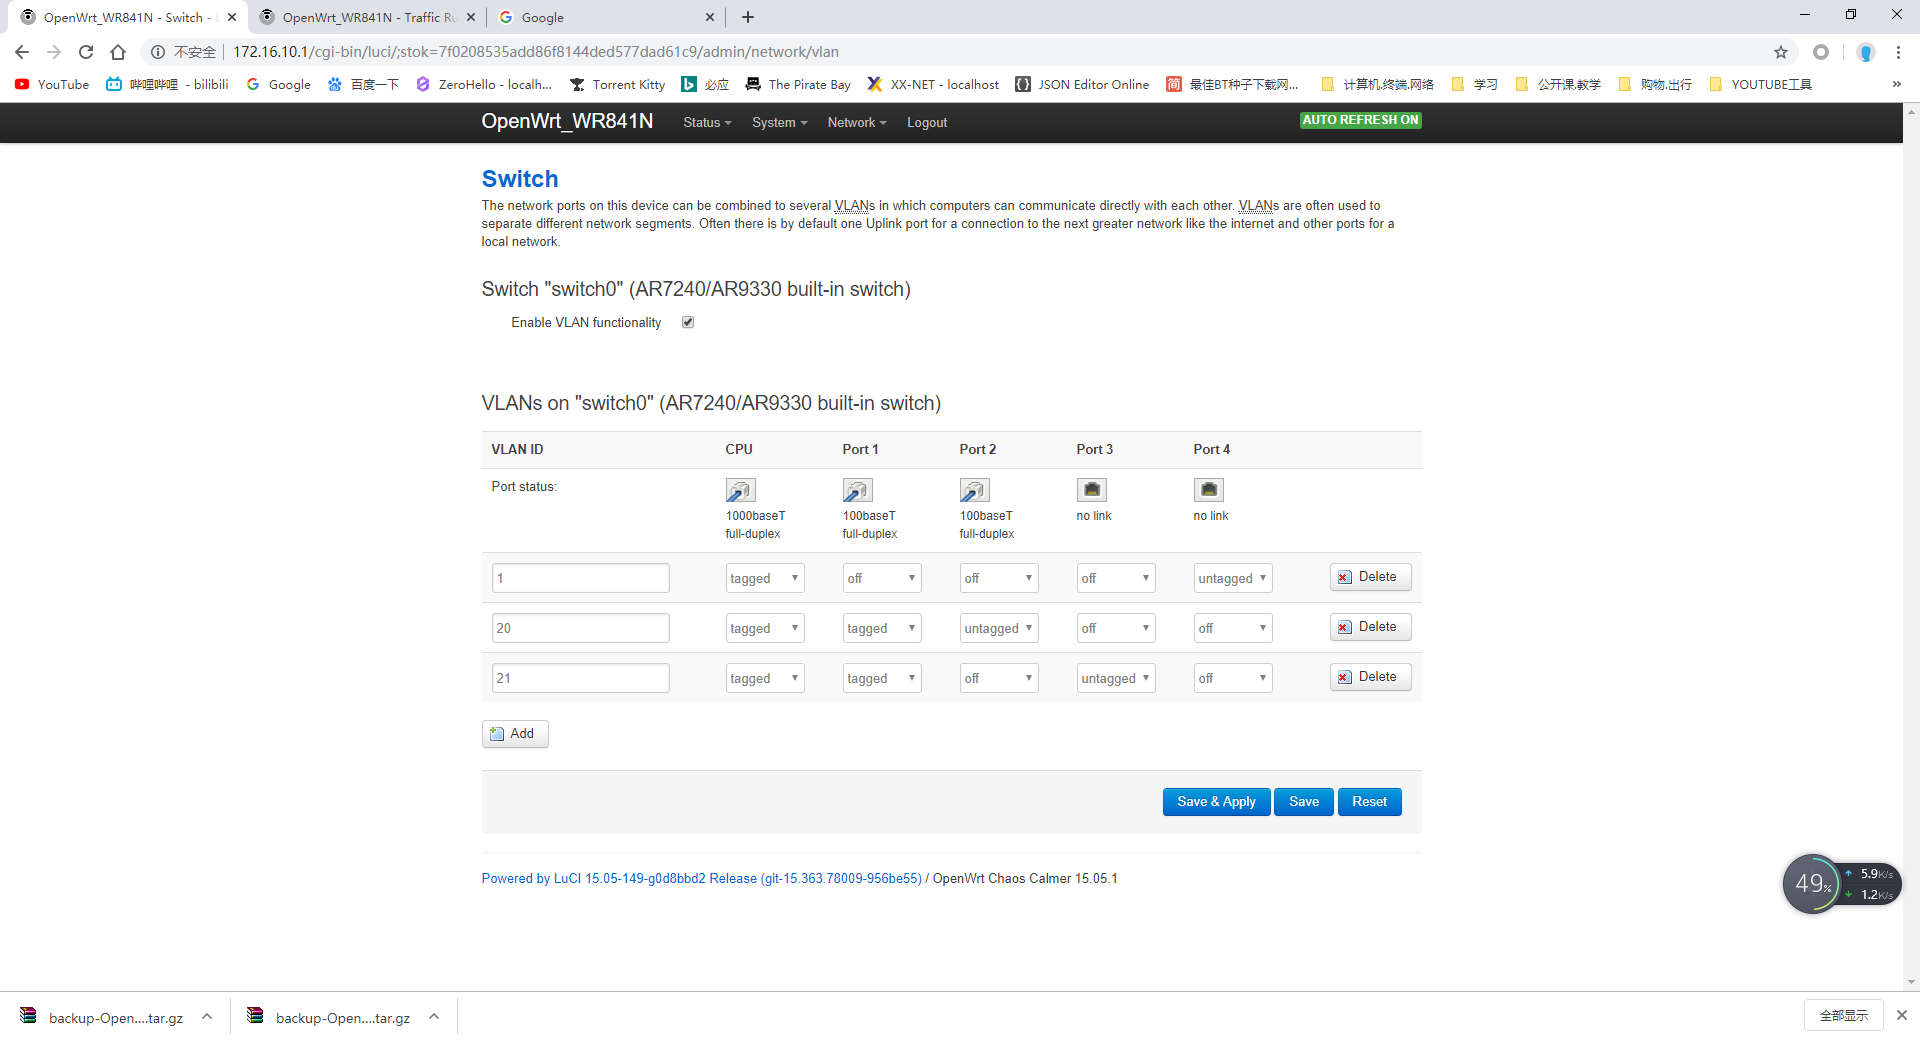 OpenWrt_WR841N - Switch -
OpenWrt_WR841N - Traffic Ru
Google
不安全 172.16.10.1/cgi-bin/luci/;stok=7f0208535add86f8144ded577dad61c9/admin/network/vlan
YouTube 哔哩哔哩 - bilibili Google 百度一下 ZeroHello - localh... Torrent Kitty 必应 The Pirate Bay XX-NET - localhost JSON Editor Online 最佳BT种子下载网... 计算机,终端,网络 学习 公开课,教学 购物,出行 YOUTUBE工具 »
OpenWrt_WR841N Status System Network Logout AUTO REFRESH ON
Switch
The network ports on this device can be combined to several VLANs in which computers can communicate directly with each other. VLANs are often used to
separate different network segments. Often there is by default one Uplink port for a connection to the next greater network like the internet and other ports for a
local network.
Switch "switch0" (AR7240/AR9330 built-in switch)
Enable VLAN functionality
VLANs on "switch0" (AR7240/AR9330 built-in switch)
VLAN ID CPU Port 1 Port 2 Port 3 Port 4
Port status:
1000baseT 100baseT 100baseT no link no link
full-duplex full-duplex full-duplex
1 tagged off off off untagged Delete
20 tagged tagged untagged off off Delete
21 tagged tagged off untagged off Delete
Add
Save & Apply Save Reset
Powered by LuCI 15.05-149-g0d8bbd2 Release (git-15.363.78009-956be55) / OpenWrt Chaos Calmer 15.05.1
49% 5.9K/s
1.2K/s
backup-Open....tar.gz backup-Open....tar.gz 全部显示